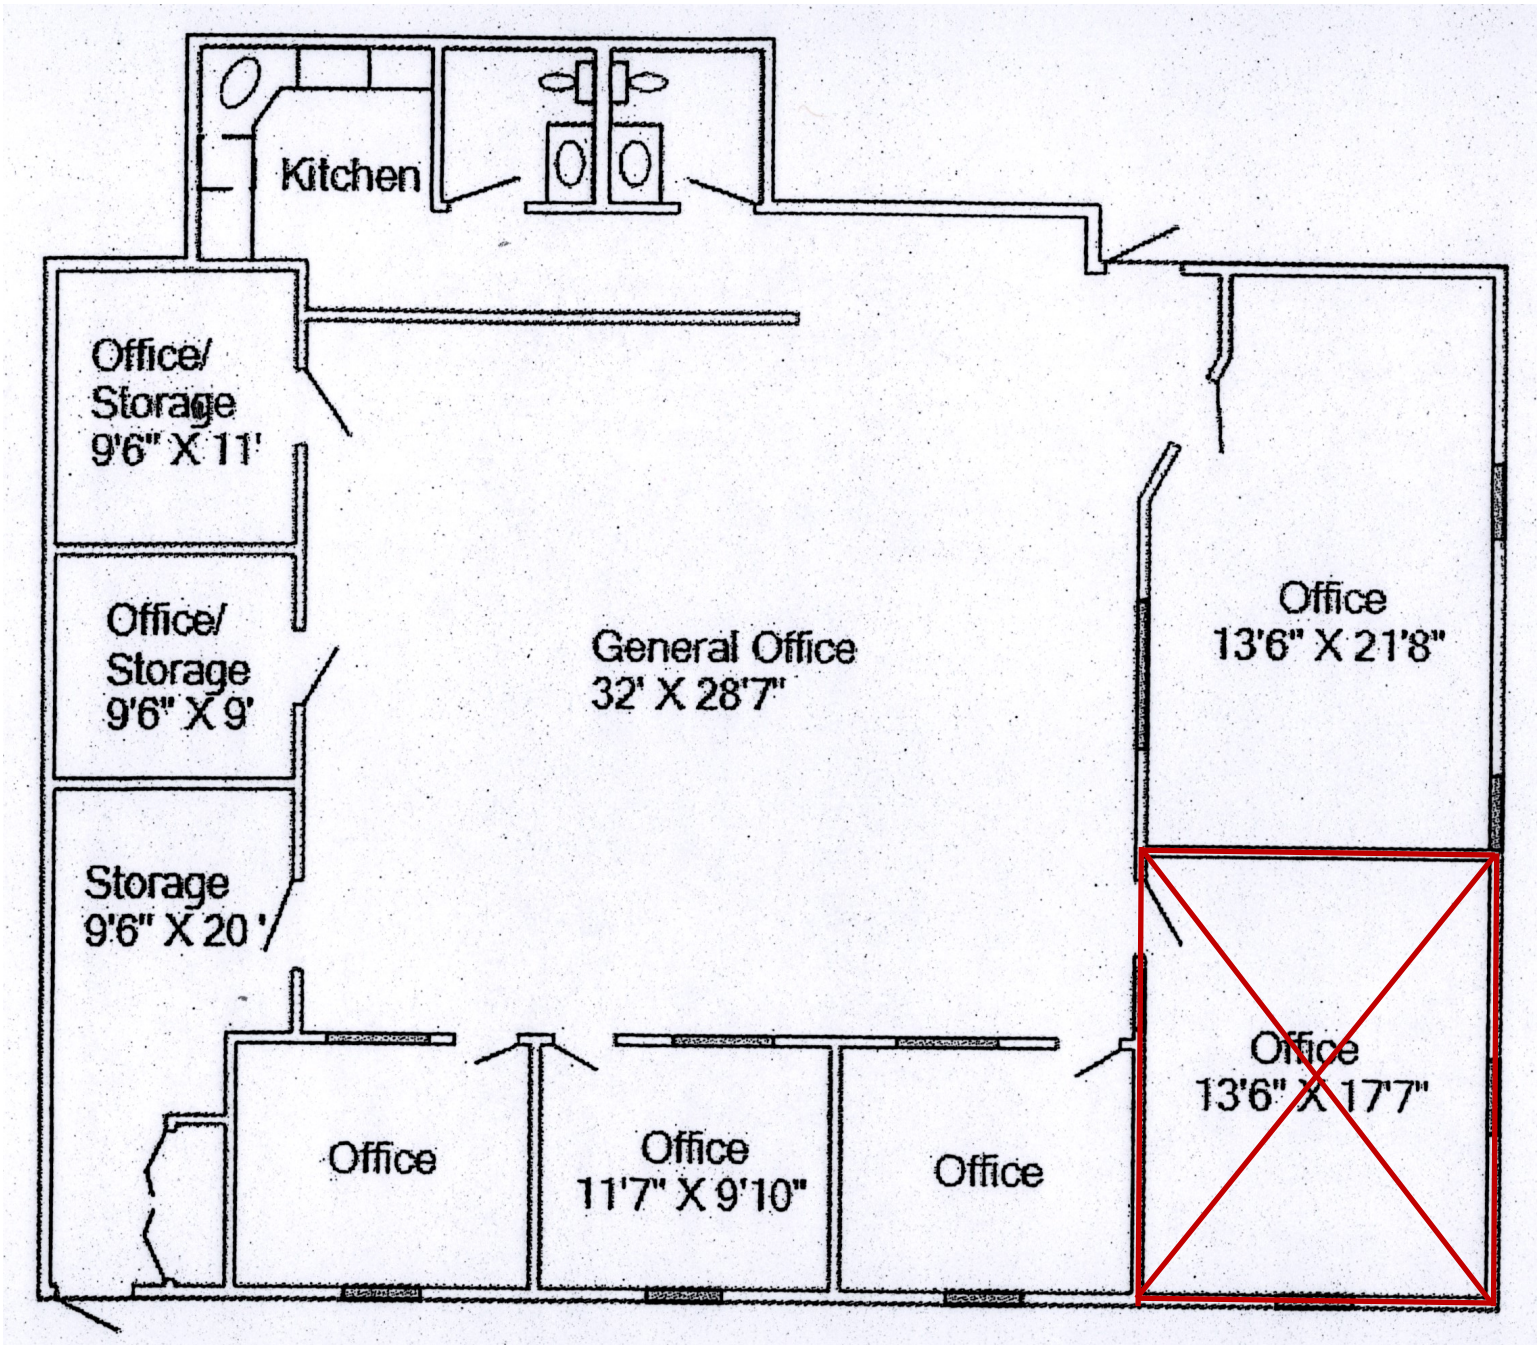 Kitchen
Office/
Storage
9'6" X 11'
Office/
Storage
9'6" X 9'
General Office
32' X 28'7"
Office
13'6" X 21'8"
Storage
9'6" X 20 '
Office
13'6" X 17'7"
Office
Office
11'7" X 9'10"
Office